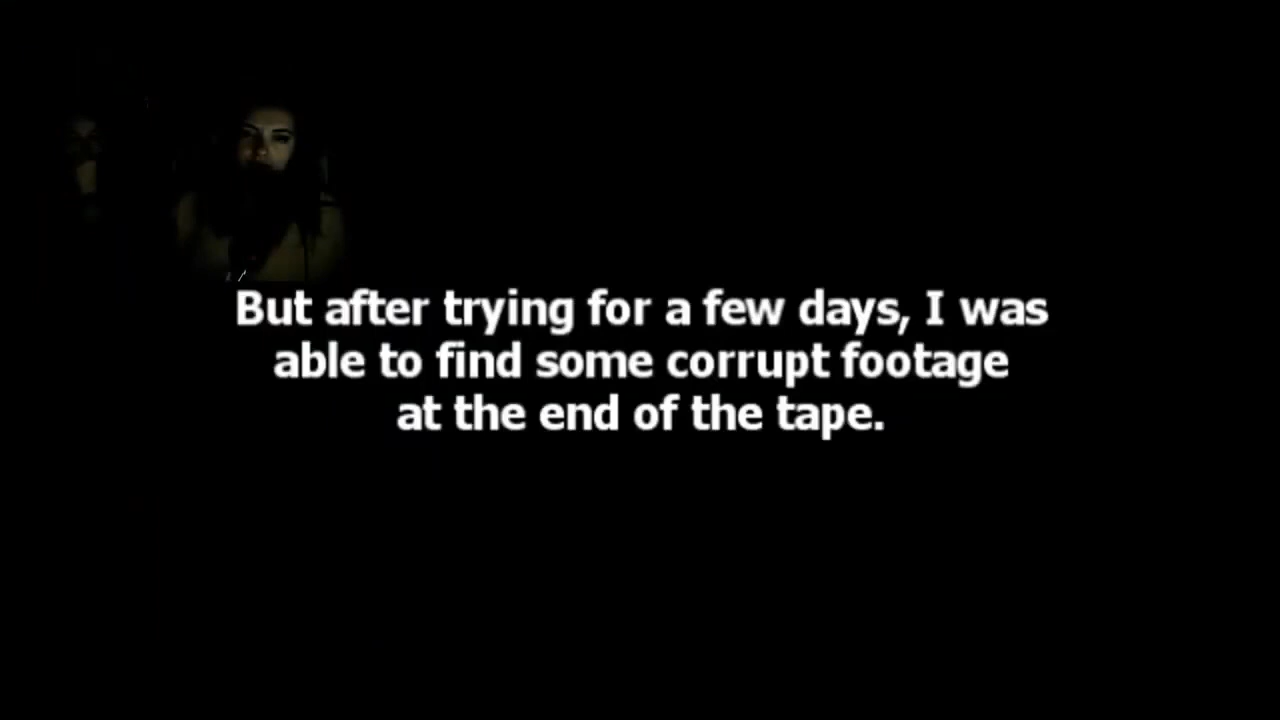 But after trying for a few days, I was
able to find some corrupt footage
at the end of the tape.